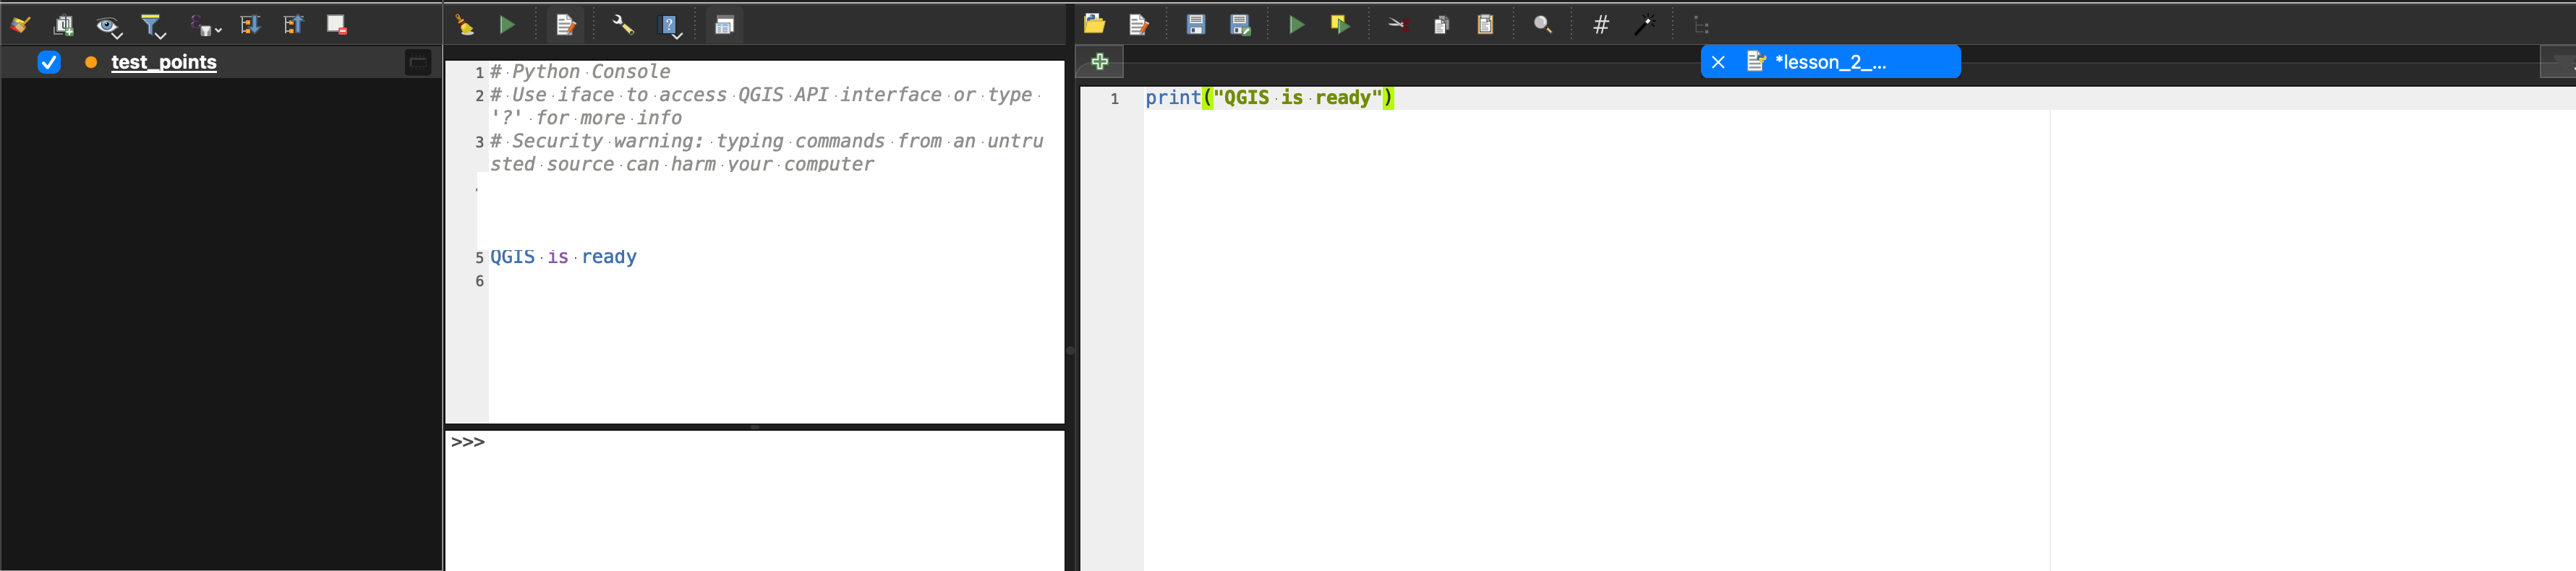 test_points
1 # Python Console
2 # Use iface to access QGIS API interface or type
'?' for more info
3 # Security warning: typing commands from an untru
sted source can harm your computer
5 QGIS is ready
6
>>>
*lesson_2_...
1 print("QGIS is ready")